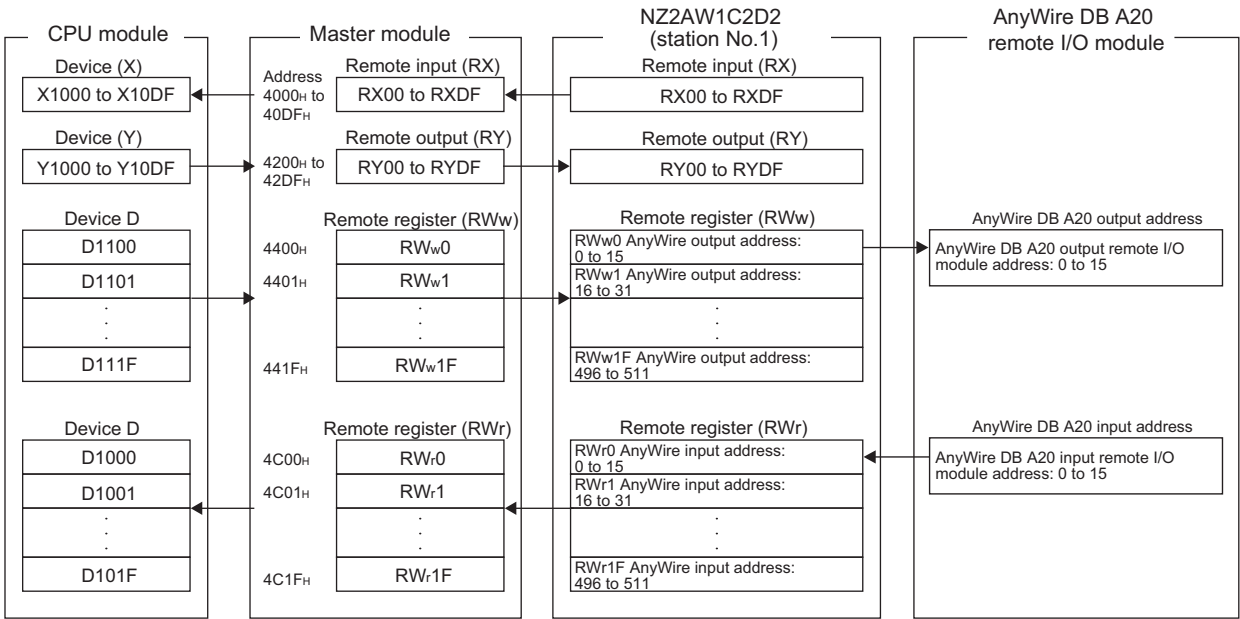 CPU module
Device (X)
X1000 to X10DF
Device (Y)
Y1000 to Y10DF
Device D
D1100
D1101
.
.
.
D111F
Device D
D1000
D1001
.
.
.
D101F
Master module
Remote input (RX)
Address
4000H to
40DFH
RX00 to RXDF
Remote output (RY)
4200H to
42DFH
RY00 to RYDF
Remote register (RWw)
4400H
RWw0
4401H
RWw1
.
.
.
441FH
RWw1F
Remote register (RWr)
4C00H
RWr0
4C01H
RWr1
.
.
.
4C1FH
RWr1F
NZ2AW1C2D2
(station No.1)
Remote input (RX)
RX00 to RXDF
Remote output (RY)
RY00 to RYDF
Remote register (RWw)
RWw0 AnyWire output address:
0 to 15
RWw1 AnyWire output address:
16 to 31
.
.
.
RWw1F AnyWire output address:
496 to 511
Remote register (RWr)
RWr0 AnyWire input address:
0 to 15
RWr1 AnyWire input address:
16 to 31
.
.
.
RWr1F AnyWire input address:
496 to 511
AnyWire DB A20
remote I/O module
AnyWire DB A20 output address
AnyWire DB A20 output remote I/O
module address: 0 to 15
AnyWire DB A20 input address
AnyWire DB A20 input remote I/O
module address: 0 to 15